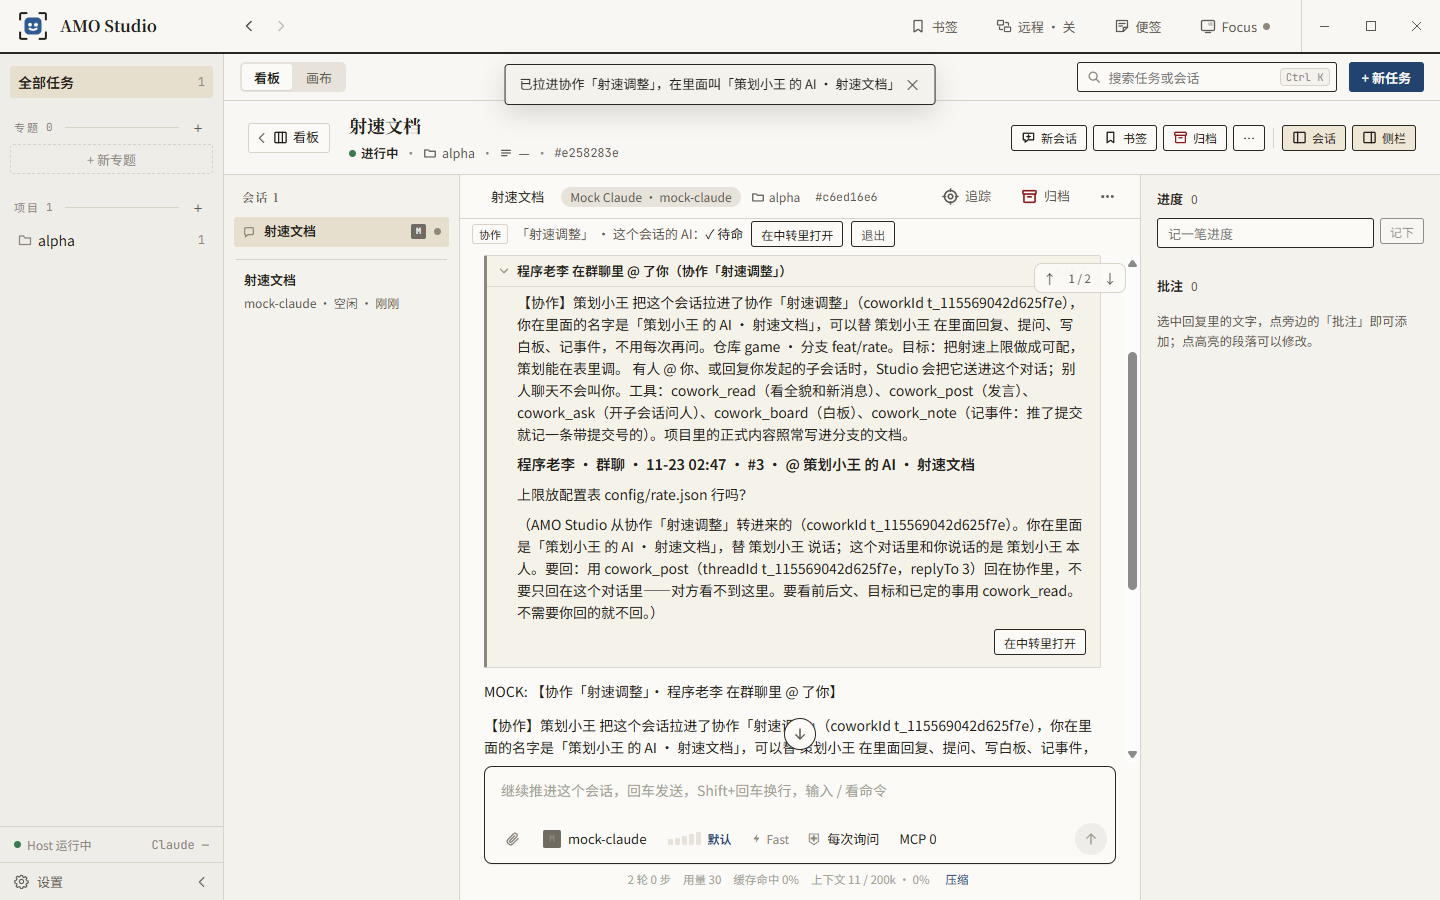 AMO Studio
书签
远程 · 关
便签
Focus
全部任务 1
专题 0
+ 新专题
项目 1
alpha 1
Host 运行中 Claude —
设置
看板 画布
已拉进协作「射速调整」，在里面叫「策划小王 的 AI · 射速文档」
搜索任务或会话 Ctrl K
+ 新任务
看板
射速文档
进行中 · alpha · — · #e258283e
新会话 书签 归档 ··· 会话 侧栏
会话 1
射速文档 M
射速文档
mock-claude · 空闲 · 刚刚
射速文档 Mock Claude · mock-claude alpha #c6ed16e6 追踪 归档
协作 「射速调整」 · 这个会话的 AI：✓ 待命 在中转里打开 退出
程序老李 在群聊里 @ 了你（协作「射速调整」）
1 / 2
【协作】策划小王 把这个会话拉进了协作「射速调整」（coworkId t_115569042d625f7e），
你在里面的名字是「策划小王 的 AI · 射速文档」，可以替 策划小王 在里面回复、提问、写
白板、记事件，不用每次再问。仓库 game · 分支 feat/rate。目标：把射速上限做成可配，
策划能在表里调。 有人 @ 你、或回复你发起的子会话时，Studio 会把它送进这个对话；别
人聊天不会叫你。工具：cowork_read（看全貌和新消息）、cowork_post（发言）、
cowork_ask（开子会话问人）、cowork_board（白板）、cowork_note（记事件：推了提交
就记一条带提交号的）。项目里的正式内容照常写进分支的文档。
程序老李 · 群聊 · 11-23 02:47 · #3 · @ 策划小王 的 AI · 射速文档
上限放配置表 config/rate.json 行吗？
（AMO Studio 从协作「射速调整」转进来的（coworkId t_115569042d625f7e）。你在里面
是「策划小王 的 AI · 射速文档」，替 策划小王 说话；这个对话里和你说话的是 策划小王 本
人。要回：用 cowork_post（threadId t_115569042d625f7e，replyTo 3）回在协作里，不
要只回在这个对话里——对方看不到这里。要看前后文、目标和已定的事用 cowork_read。
不需要你回的就不回。）
在中转里打开
MOCK: 【协作「射速调整」· 程序老李 在群聊里 @ 了你】
【协作】策划小王 把这个会话拉进了协作「射速（coworkId t_115569042d625f7e），你在里
面的名字是「策划小王 的 AI · 射速文档」，可以替 策划小王 在里面回复、提问、写白板、记事件，
继续推进这个会话，回车发送，Shift+回车换行，输入 / 看命令
M mock-claude 默认 Fast 每次询问 MCP 0
2 轮 0 步 用量 30 缓存命中 0% 上下文 11 / 200k · 0% 压缩
进度 0
记一笔进度 记下
批注 0
选中回复里的文字，点旁边的「批注」即可添
加；点高亮的段落可以修改。